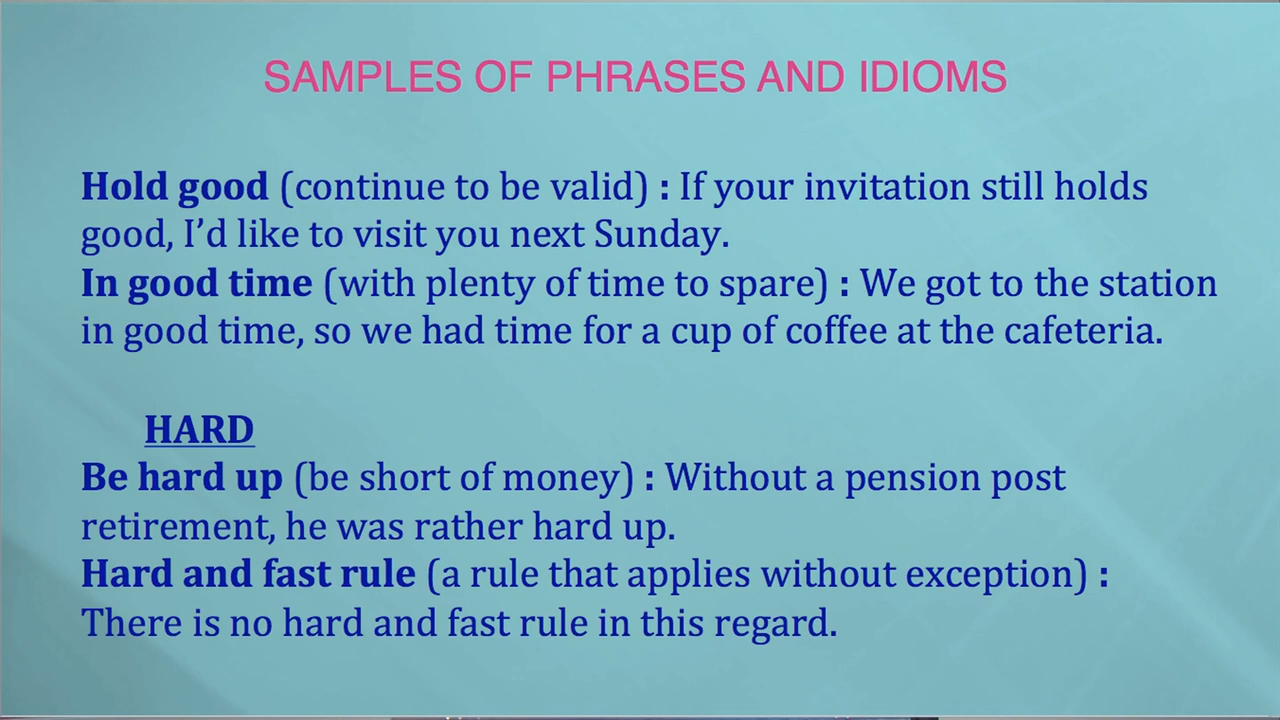 SAMPLES OF PHRASES AND IDIOMS
Hold good (continue to be valid) : If your invitation still holds
good, I’d like to visit you next Sunday.
In good time (with plenty of time to spare) : We got to the station
in good time, so we had time for a cup of coffee at the cafeteria.
HARD
Be hard up (be short of money) : Without a pension post
retirement, he was rather hard up.
Hard and fast rule (a rule that applies without exception) :
There is no hard and fast rule in this regard.